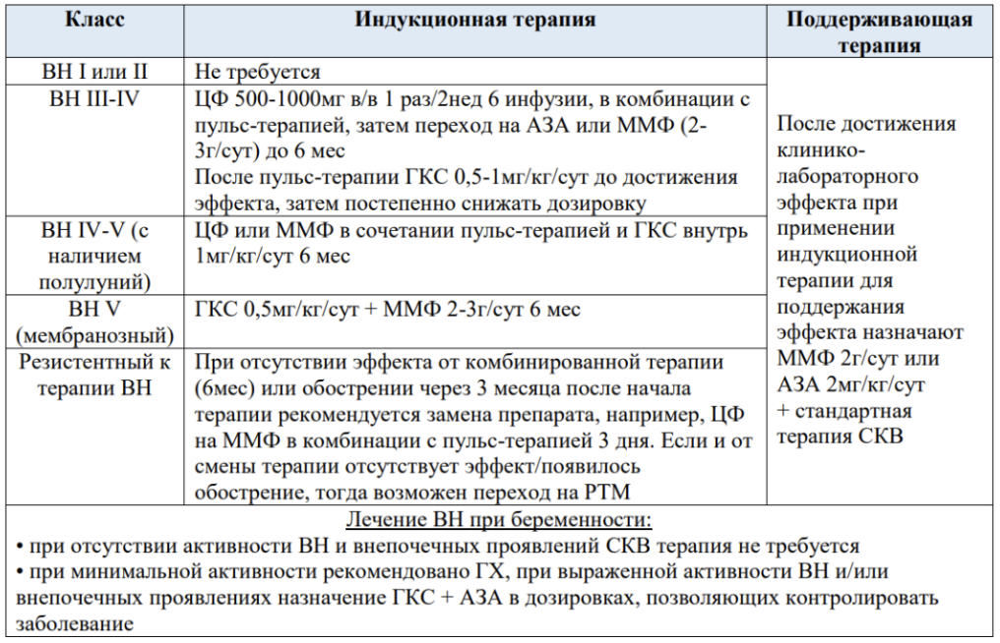 Класс
Индукционная терапия
Поддерживающая
терапия
ВН I или II
Не требуется
ВН III-IV
ЦФ 500-1000мг в/в 1 раз/2нед 6 инфузии, в комбинации с
пульс-терапией, затем переход на АЗА или ММФ (2-
3г/сут) до 6 мес
После пульс-терапии ГКС 0,5-1мг/кг/сут до достижения
эффекта, затем постепенно снижать дозировку
ВН IV-V (с
наличием
полулуний)
ЦФ или ММФ в сочетании пульс-терапией и ГКС внутрь
1мг/кг/сут 6 мес
ВН V
(мембранозный)
ГКС 0,5мг/кг/сут + ММФ 2-3г/сут 6 мес
Резистентный к
терапии ВН
При отсутствии эффекта от комбинированной терапии
(6мес) или обострении через 3 месяца после начала
терапии рекомендуется замена препарата, например, ЦФ
на ММФ в комбинации с пульс-терапией 3 дня. Если и от
смены терапии отсутствует эффект/появилось
обострение, тогда возможен переход на РТМ
После достижения
клинико-
лабораторного
эффекта при
применении
индукционной
терапии для
поддержания
эффекта назначают
ММФ 2г/сут или
АЗА 2мг/кг/сут
+ стандартная
терапия СКВ
Лечение ВН при беременности:
• при отсутствии активности ВН и внепочечных проявлений СКВ терапия не требуется
• при минимальной активности рекомендовано ГХ, при выраженной активности ВН и/или
внепочечных проявлениях назначение ГКС + АЗА в дозировках, позволяющих контролировать
заболевание